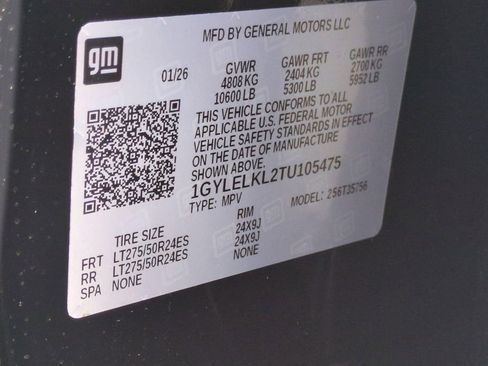 gm
MFD BY GENERAL MOTORS LLC
01/26
GVWR
4808 KG
10600 LB
GAWR FRT
2404 KG
5300 LB
GAWR RR
2700 KG
5952 LB
THIS VEHICLE CONFORMS TO ALL
APPLICABLE U.S. FEDERAL MOTOR
VEHICLE SAFETY STANDARDS IN EFFECT
ON THE DATE OF MANUFACTURE
SHOWN ABOVE.
1GYLELKL2TU105475
TYPE: MPV
MODEL: 2S6T35756
TIRE SIZE
RIM
FRT LT275/50R24ES 24X9J
RR LT275/50R24ES 24X9J
SPA NONE NONE